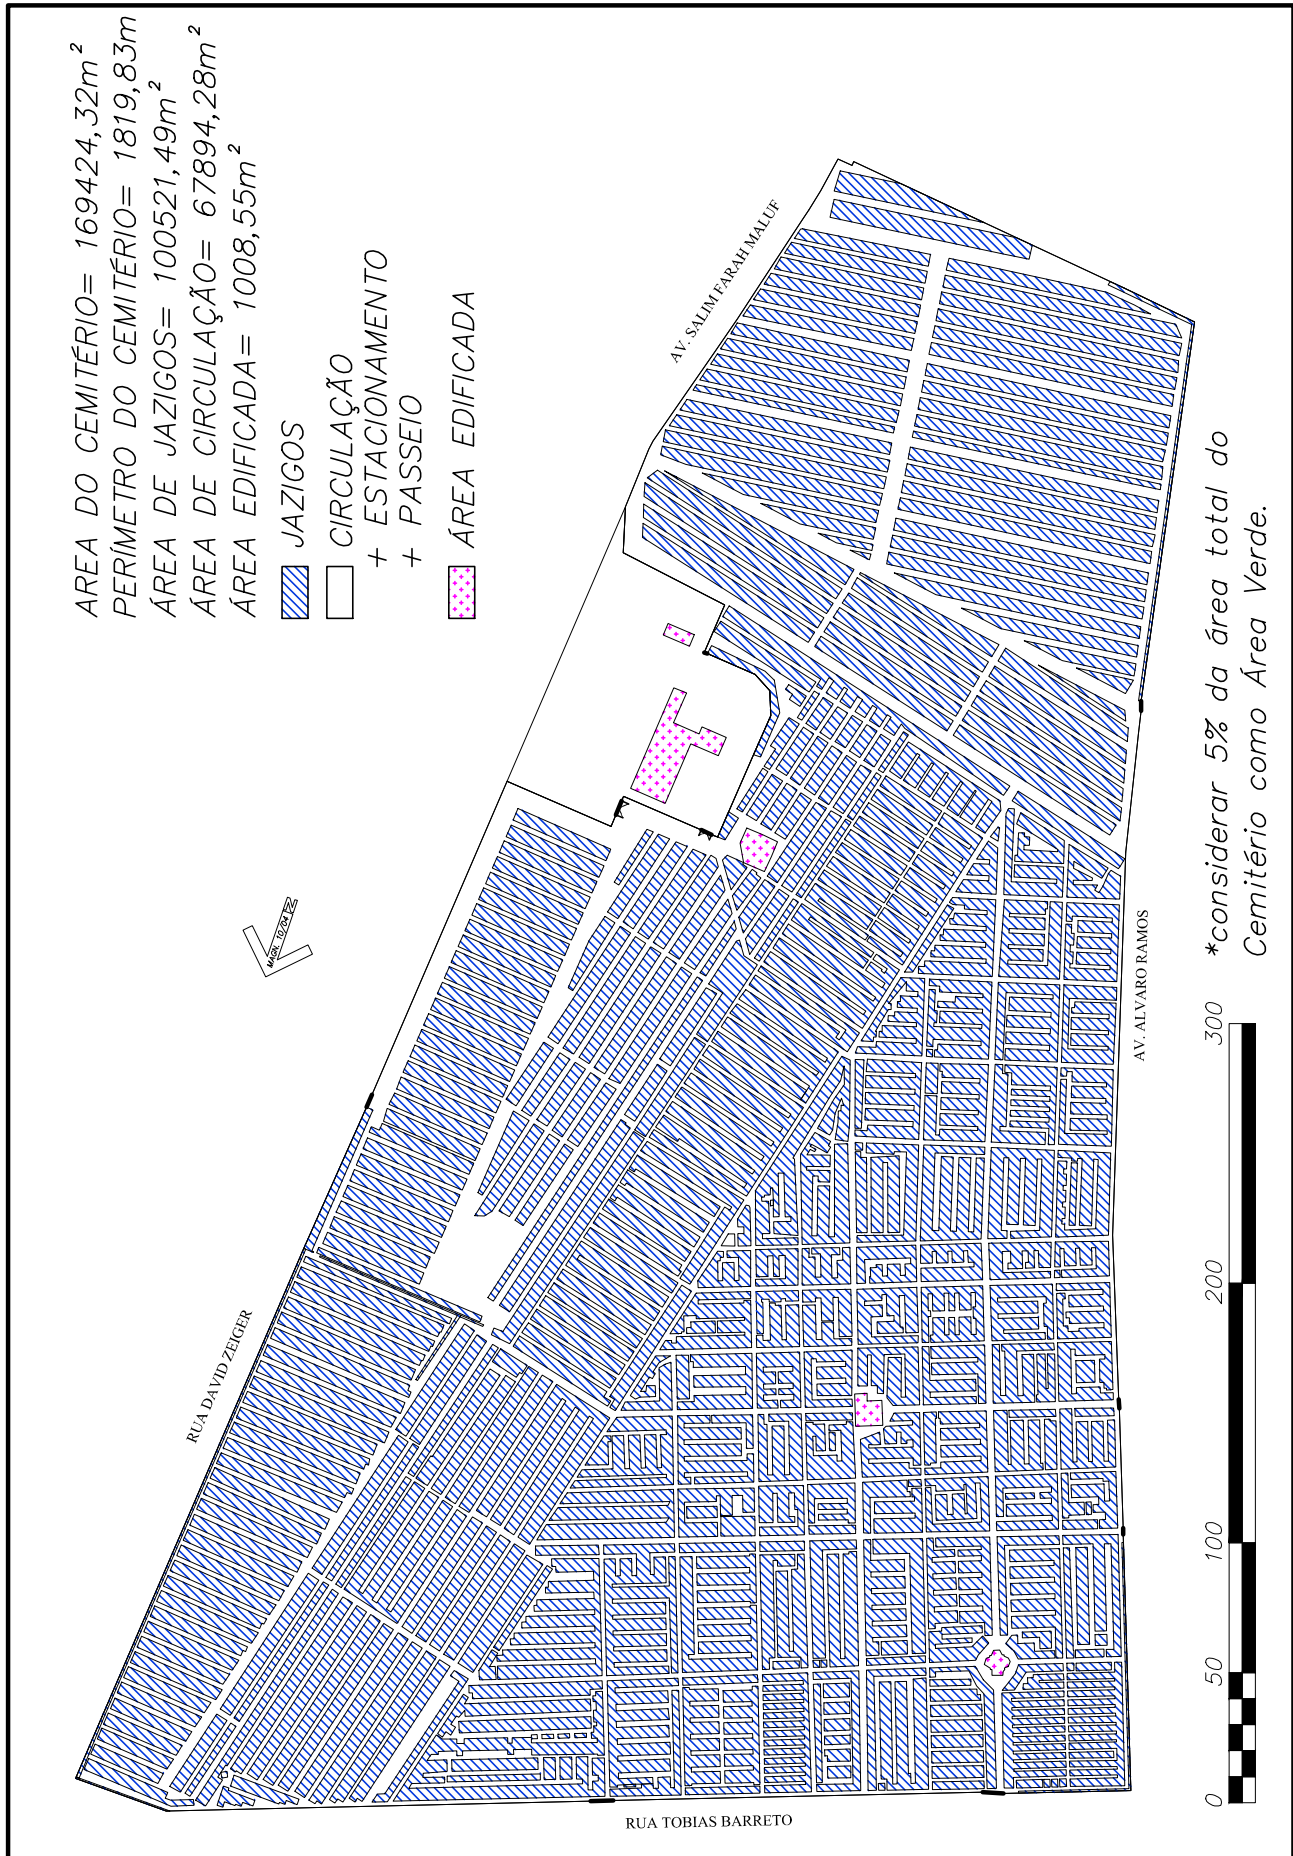 AREA DO CEMITÉRIO= 169424,32m²
PERÍMETRO DO CEMITÉRIO= 1819,83m
ÁREA DE JAZIGOS= 100521,49m²
ÁREA DE CIRCULAÇÃO= 67894,28m²
ÁREA EDIFICADA= 1008,55m²
JAZIGOS
CIRCULAÇÃO
+ ESTACIONAMENTO
+ PASSEIO
ÁREA EDIFICADA
AV. SALIM FARAH MALUF
MAGN. 10/04
RUA DAVID ZEIGER
AV. ALVARO RAMOS
RUA TOBIAS BARRETO
*considerar 5% da área total do
Cemitério como Área Verde.
0 50 100 200 300